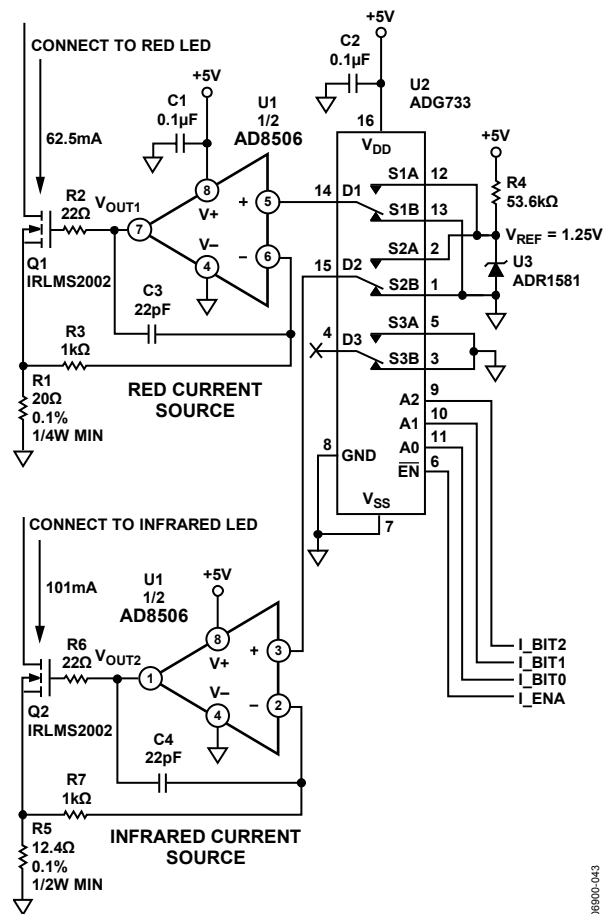 CONNECT TO RED LED
62.5mA
+5V
C1
0.1µF
U1
1/2
AD8506
R2
22Ω
VOUT1
7
8
V+
V–
4
+
5
–
6
Q1
IRLMS2002
C3
22pF
R3
1kΩ
R1
20Ω
0.1%
1/4W MIN
RED CURRENT
SOURCE
+5V
C2
0.1µF
U2
ADG733
16
VDD
14
D1
S1A
12
S1B
13
15
D2
S2A
2
S2B
1
4
D3
S3A
5
S3B
3
A2
9
A1
10
A0
11
EN
6
8
GND
VSS
7
+5V
R4
53.6kΩ
VREF = 1.25V
U3
ADR1581
I_BIT2
I_BIT1
I_BIT0
I_ENA
CONNECT TO INFRARED LED
101mA
U1
1/2
AD8506
+5V
R6
22Ω
VOUT2
1
8
V+
V–
4
+
3
–
2
Q2
IRLMS2002
C4
22pF
R7
1kΩ
R5
12.4Ω
0.1%
1/2W MIN
INFRARED CURRENT
SOURCE
06900-043